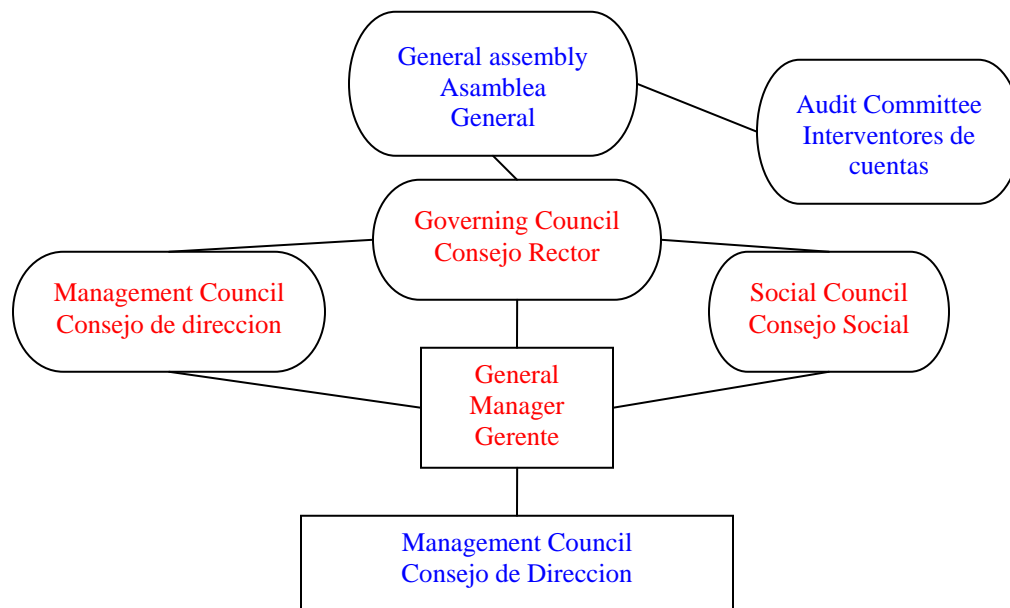 General assembly
Asamblea
General
Audit Committee
Interventores de
cuentas
Governing Council
Consejo Rector
Management Council
Consejo de direccion
Social Council
Consejo Social
General
Manager
Gerente
Management Council
Consejo de Direccion